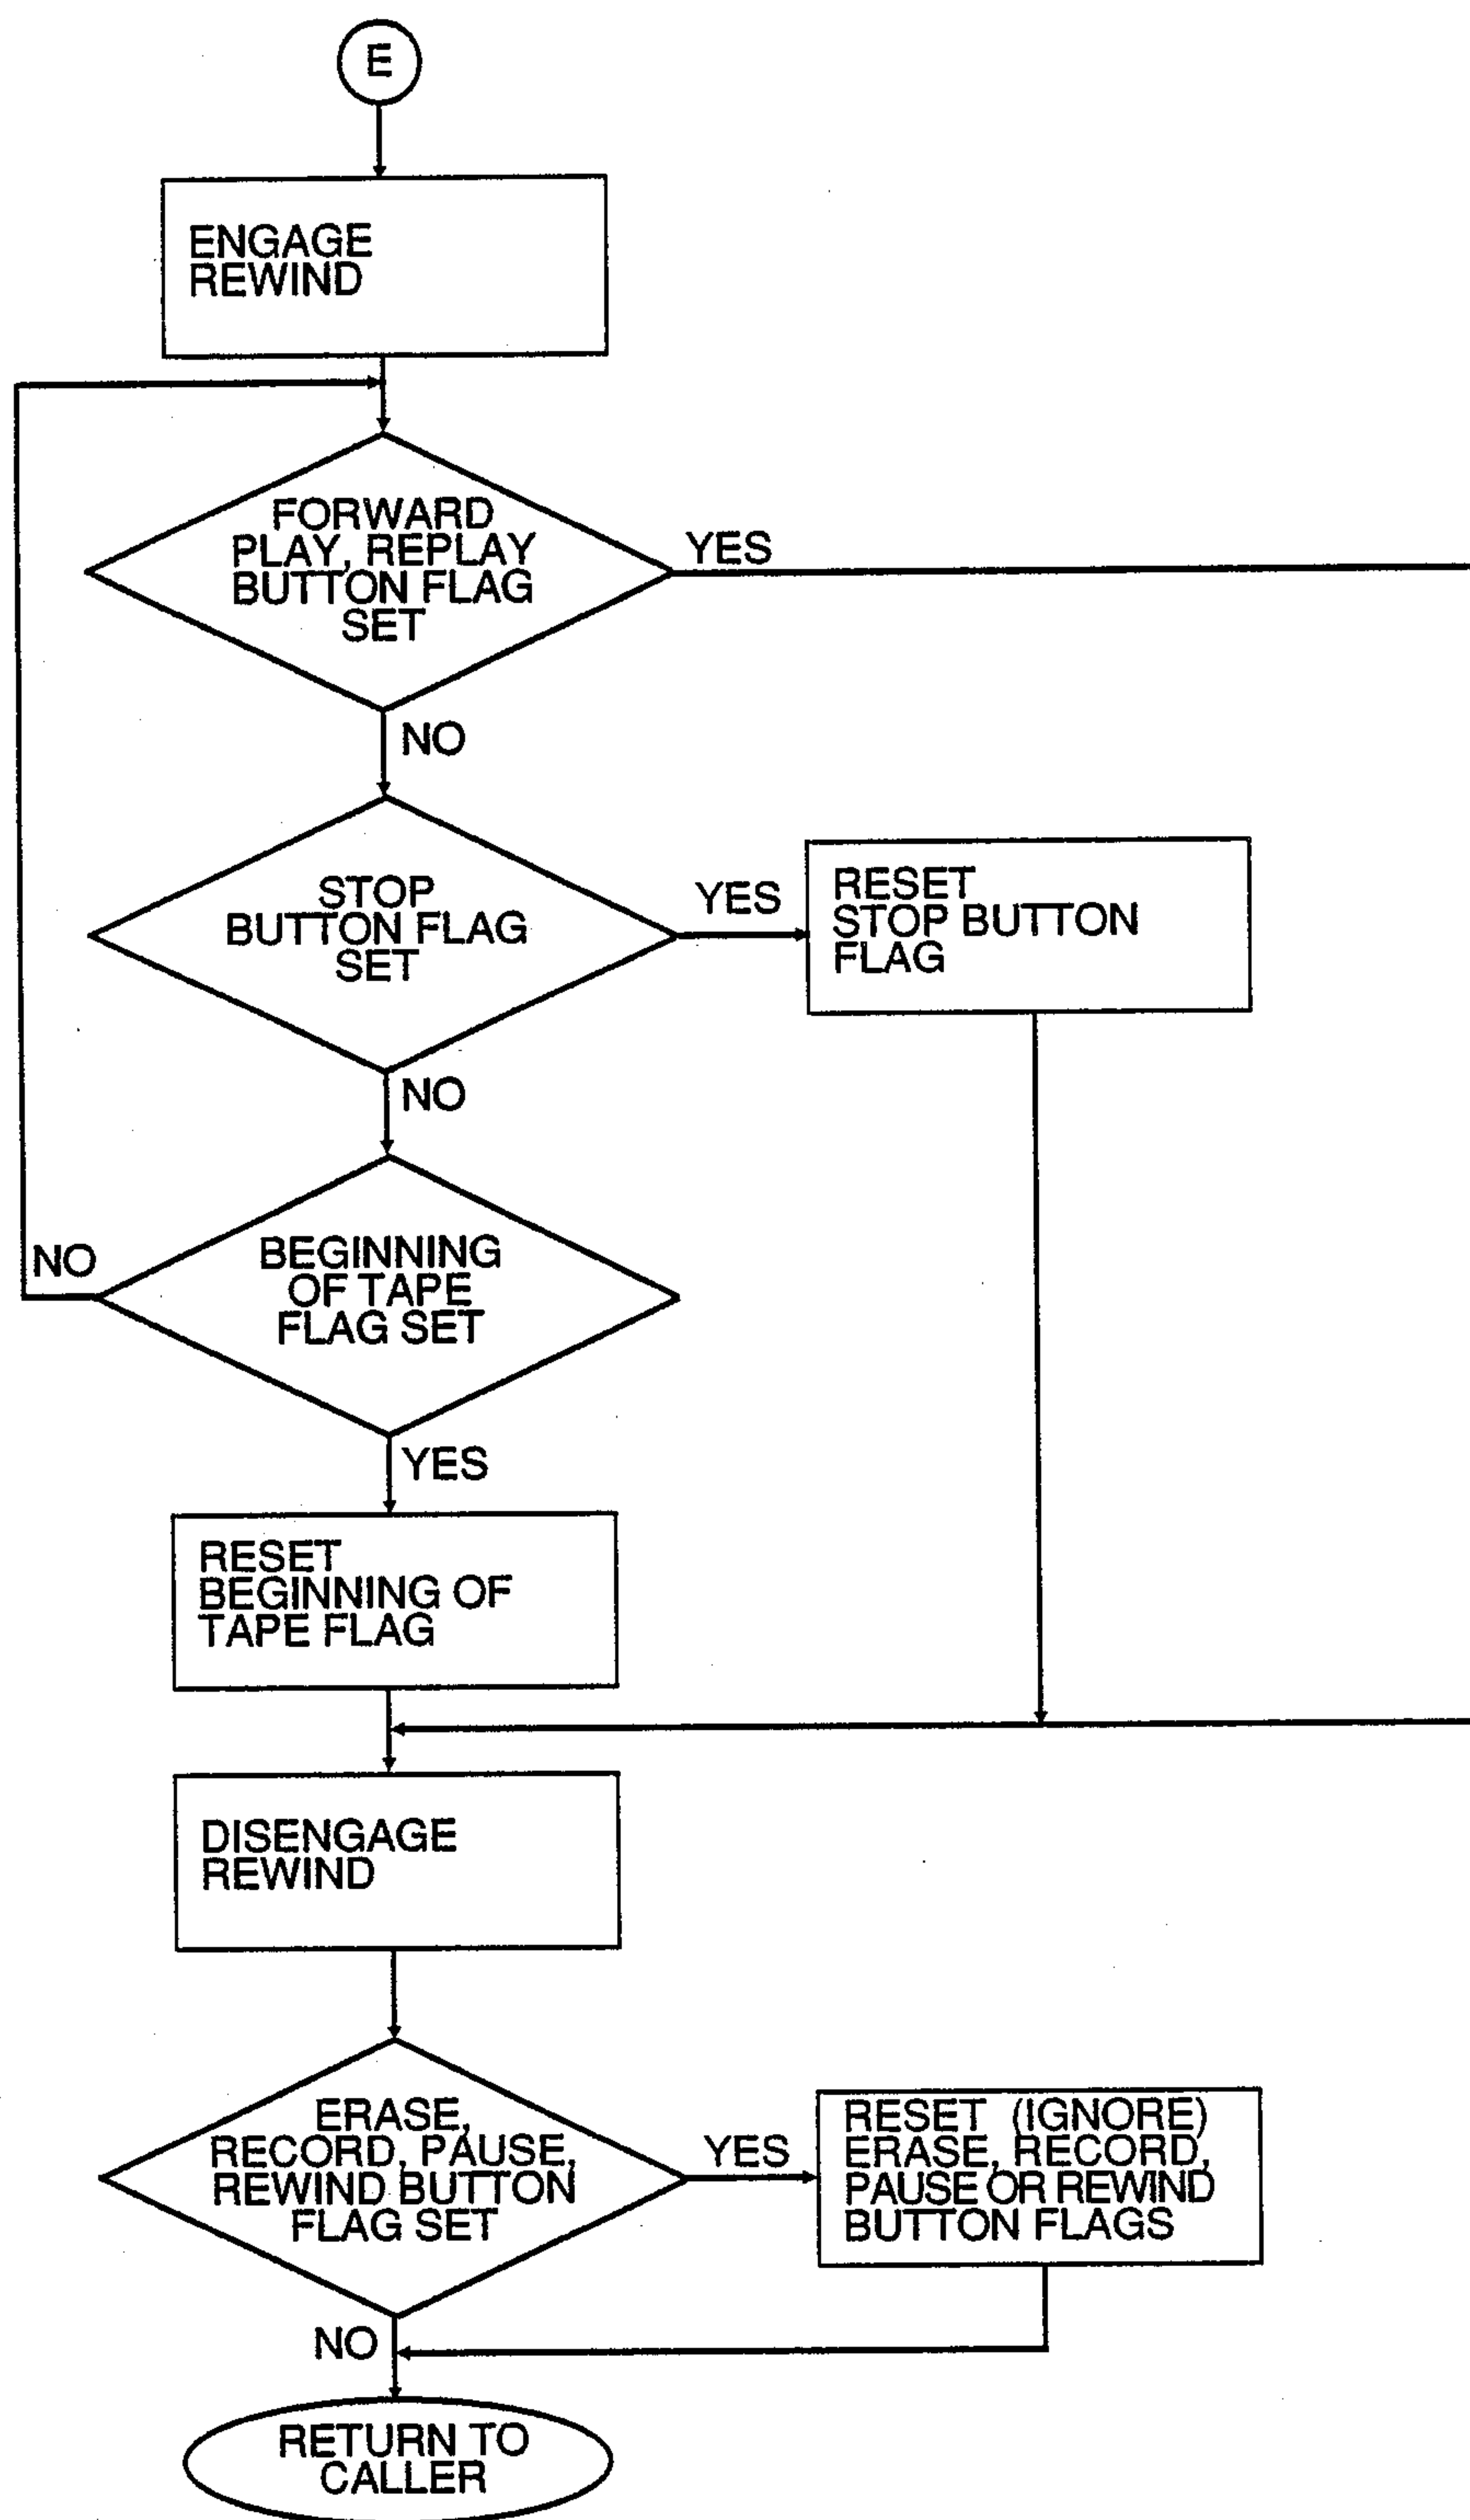 E
ENGAGE
REWIND
FORWARD
PLAY, REPLAY
BUTTON FLAG
SET
YES
NO
STOP
BUTTON FLAG
SET
YES
RESET
STOP BUTTON
FLAG
NO
BEGINNING
OF TAPE
FLAG SET
NO
YES
RESET
BEGINNING OF
TAPE FLAG
DISENGAGE
REWIND
ERASE,
RECORD, PAUSE,
REWIND BUTTON
FLAG SET
YES
RESET (IGNORE)
ERASE, RECORD,
PAUSE OR REWIND
BUTTON FLAGS
NO
RETURN TO
CALLER